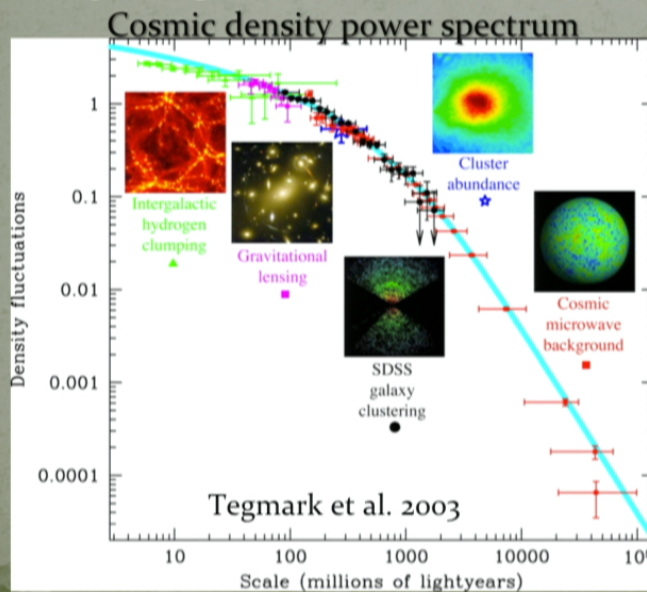 Cosmic density power spectrum
Density fluctuations
1
0.1
0.01
0.001
0.0001
Intergalactic
hydrogen
clumping
Gravitational
lensing
SDSS
galaxy
clustering
Cluster
abundance
Cosmic
microwave
background
Tegmark et al. 2003
10
100
1000
10000
Scale (millions of lightyears)